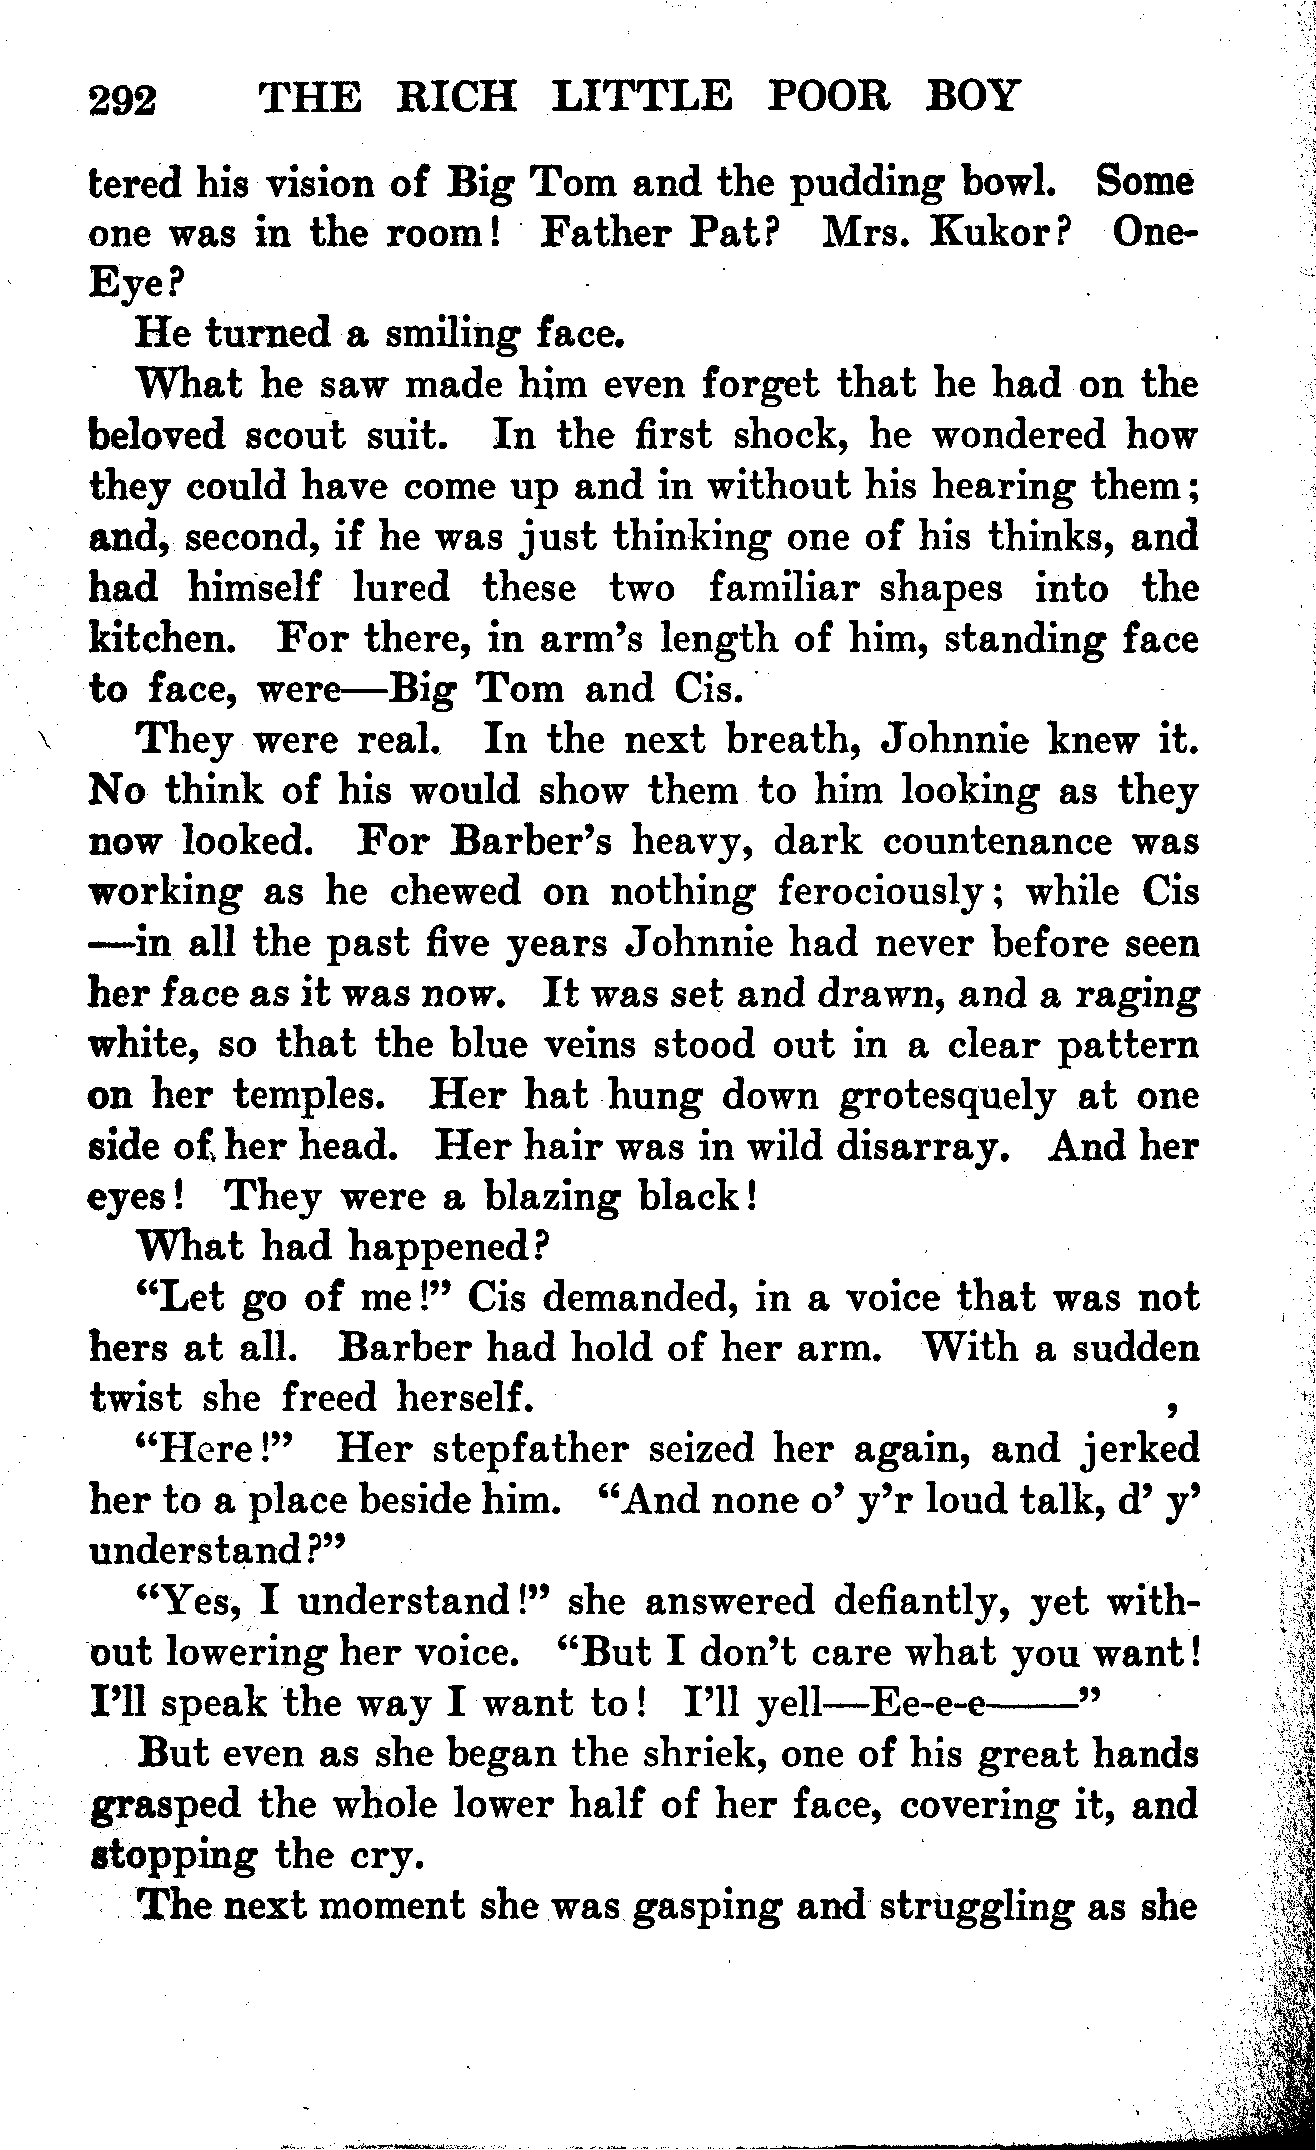 292 THE RICH LITTLE POOR BOY
tered his vision of Big Tom and the pudding bowl. Some
one was in the room! Father Pat? Mrs. Kukor? One-
Eye?
He turned a smiling face.
What he saw made him even forget that he had on the
beloved scout suit. In the first shock, he wondered how
they could have come up and in without his hearing them;
and, second, if he was just thinking one of his thinks, and
had himself lured these two familiar shapes into the
kitchen. For there, in arm's length of him, standing face
to face, were—Big Tom and Cis.
They were real. In the next breath, Johnnie knew it.
No think of his would show them to him looking as they
now looked. For Barber's heavy, dark countenance was
working as he chewed on nothing ferociously; while Cis
—in all the past five years Johnnie had never before seen
her face as it was now. It was set and drawn, and a raging
white, so that the blue veins stood out in a clear pattern
on her temples. Her hat hung down grotesquely at one
side of her head. Her hair was in wild disarray. And her
eyes! They were a blazing black!
What had happened?
"Let go of me!" Cis demanded, in a voice that was not
hers at all. Barber had hold of her arm. With a sudden
twist she freed herself.
"Here!" Her stepfather seized her again, and jerked
her to a place beside him. "And none o' y'r loud talk, d' y'
understand?"
"Yes, I understand!" she answered defiantly, yet with-
out lowering her voice. "But I don't care what you want!
I'll speak the way I want to! I'll yell—Ee-e-e——"
But even as she began the shriek, one of his great hands
grasped the whole lower half of her face, covering it, and
stopping the cry.
The next moment she was gasping and struggling as she